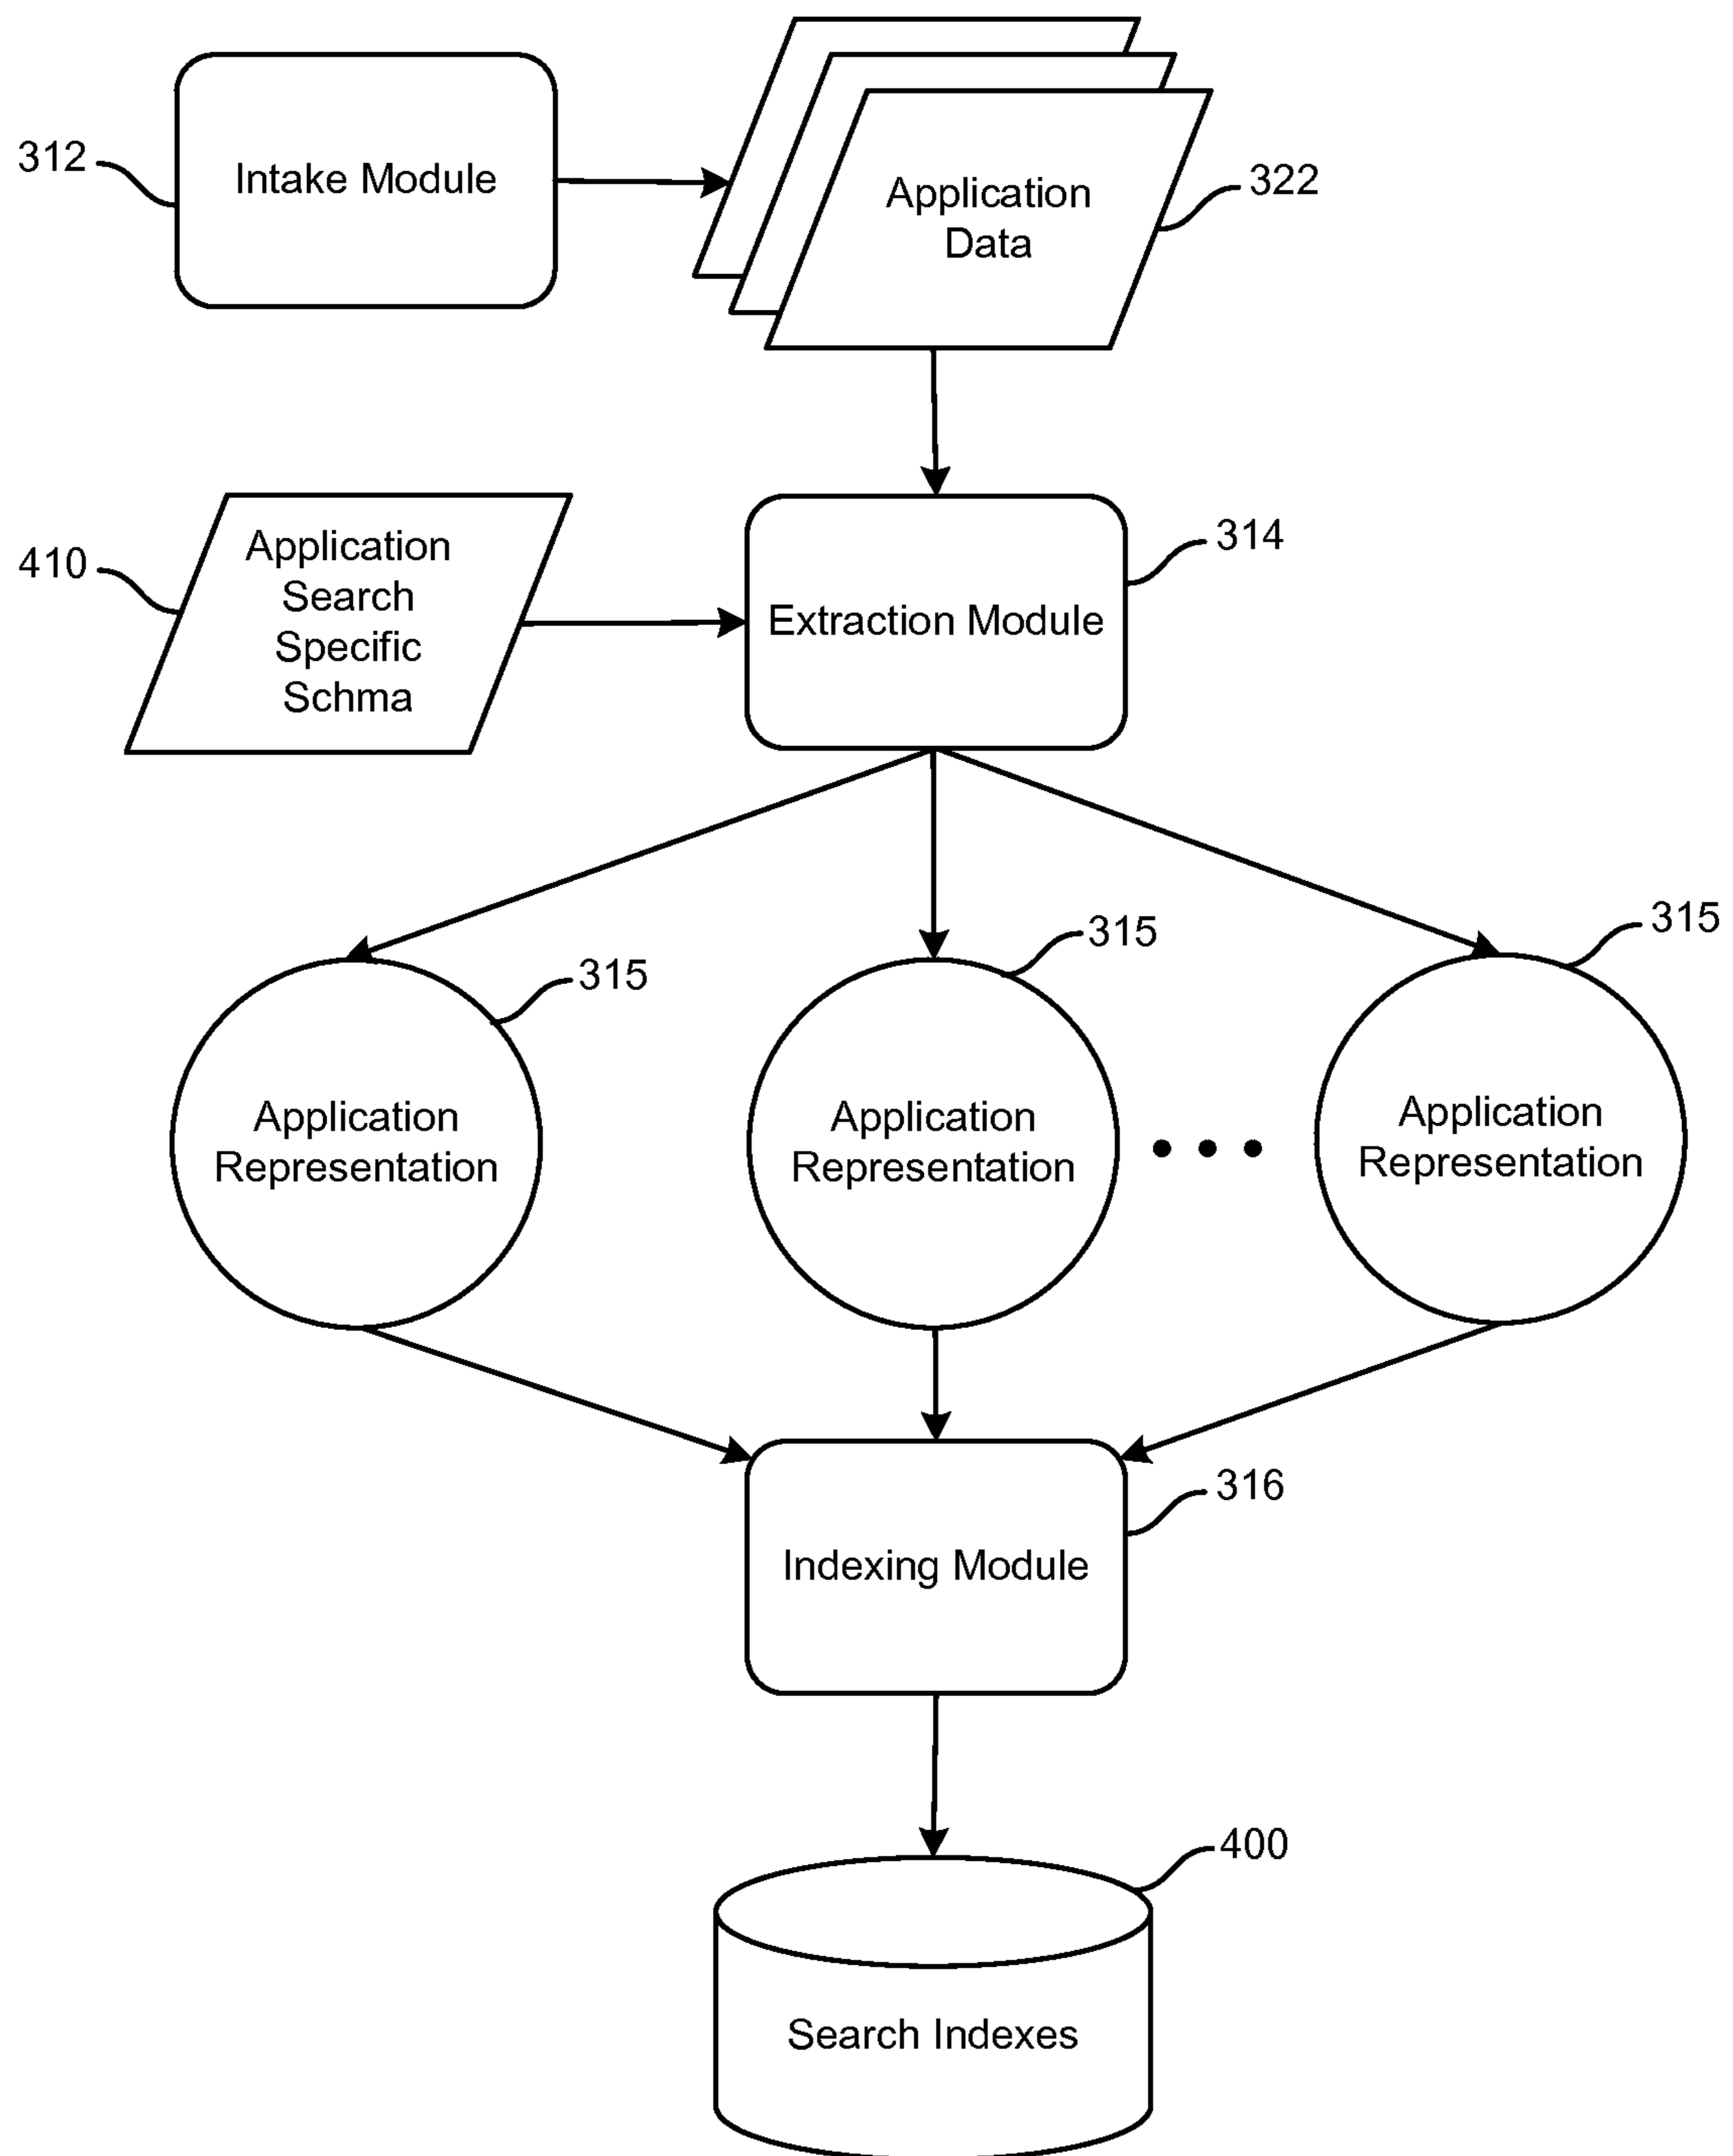 312
Intake Module
Application
Data
322
410
Application
Search
Specific
Schma
Extraction Module
314
315
315
315
Application
Representation
Application
Representation
Application
Representation
Indexing Module
316
400
Search Indexes